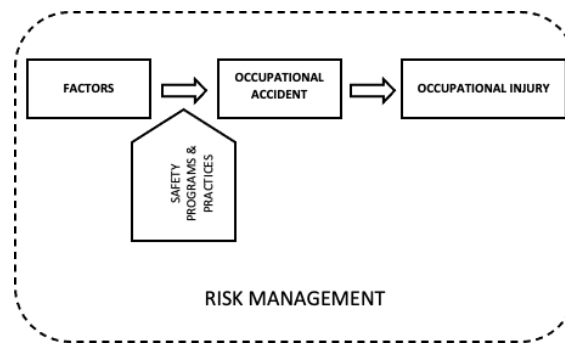 FACTORS
OCCUPATIONAL
ACCIDENT
OCCUPATIONAL INJURY
SAFETY
PROGRAMS &
PRACTICES
RISK MANAGEMENT